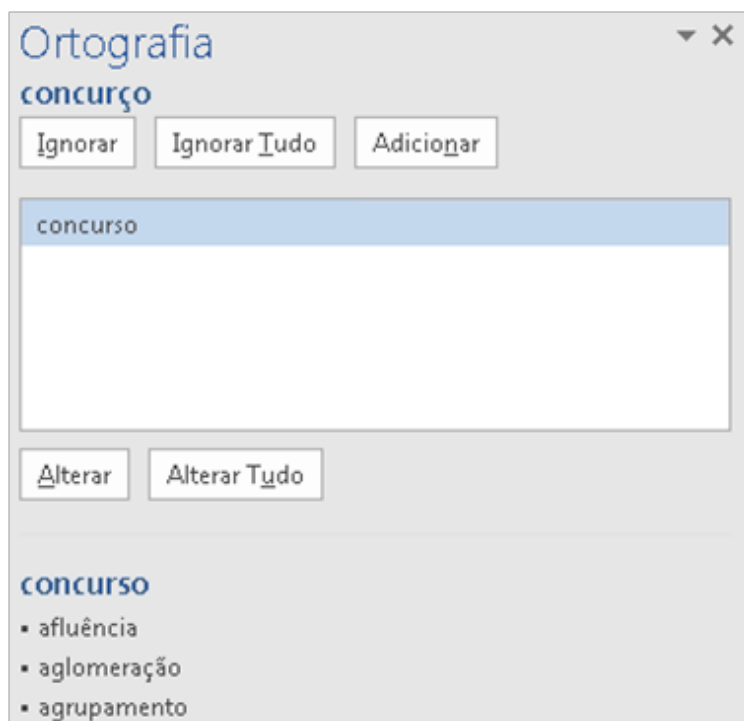 Ortografia
concurço
Ignorar Ignorar Tudo Adicionar
concurso
Alterar Alterar Tudo
concurso
▪ afluência
▪ aglomeração
▪ agrupamento